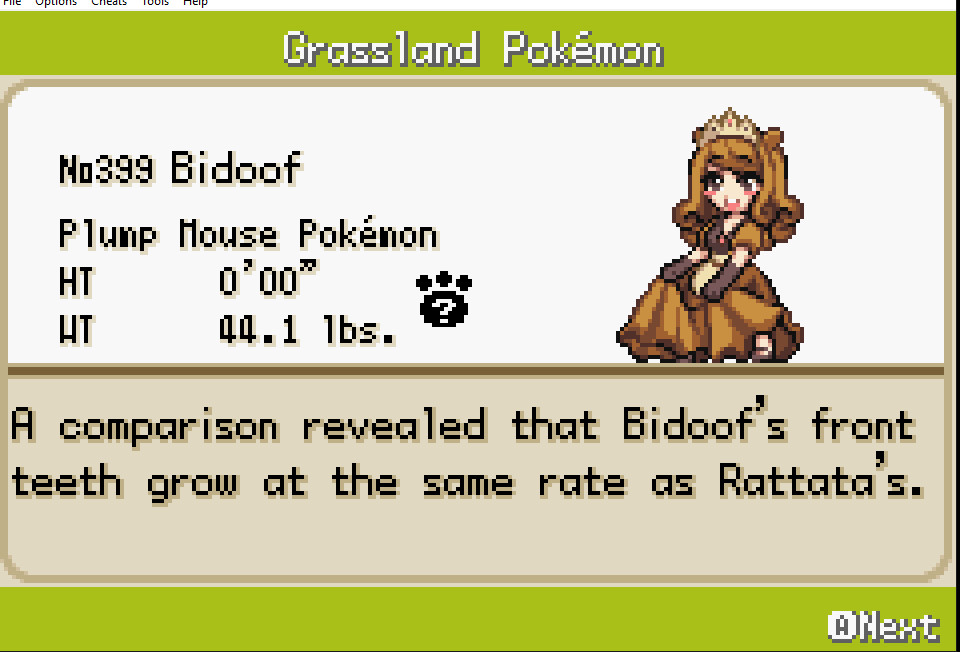 File Options Cheats Tools Help
Grassland Pokémon
No399 Bidoof
Plump Mouse Pokémon
HT 0'00"
WT 44.1 lbs.
?
A comparison revealed that Bidoof's front
teeth grow at the same rate as Rattata's.
A Next